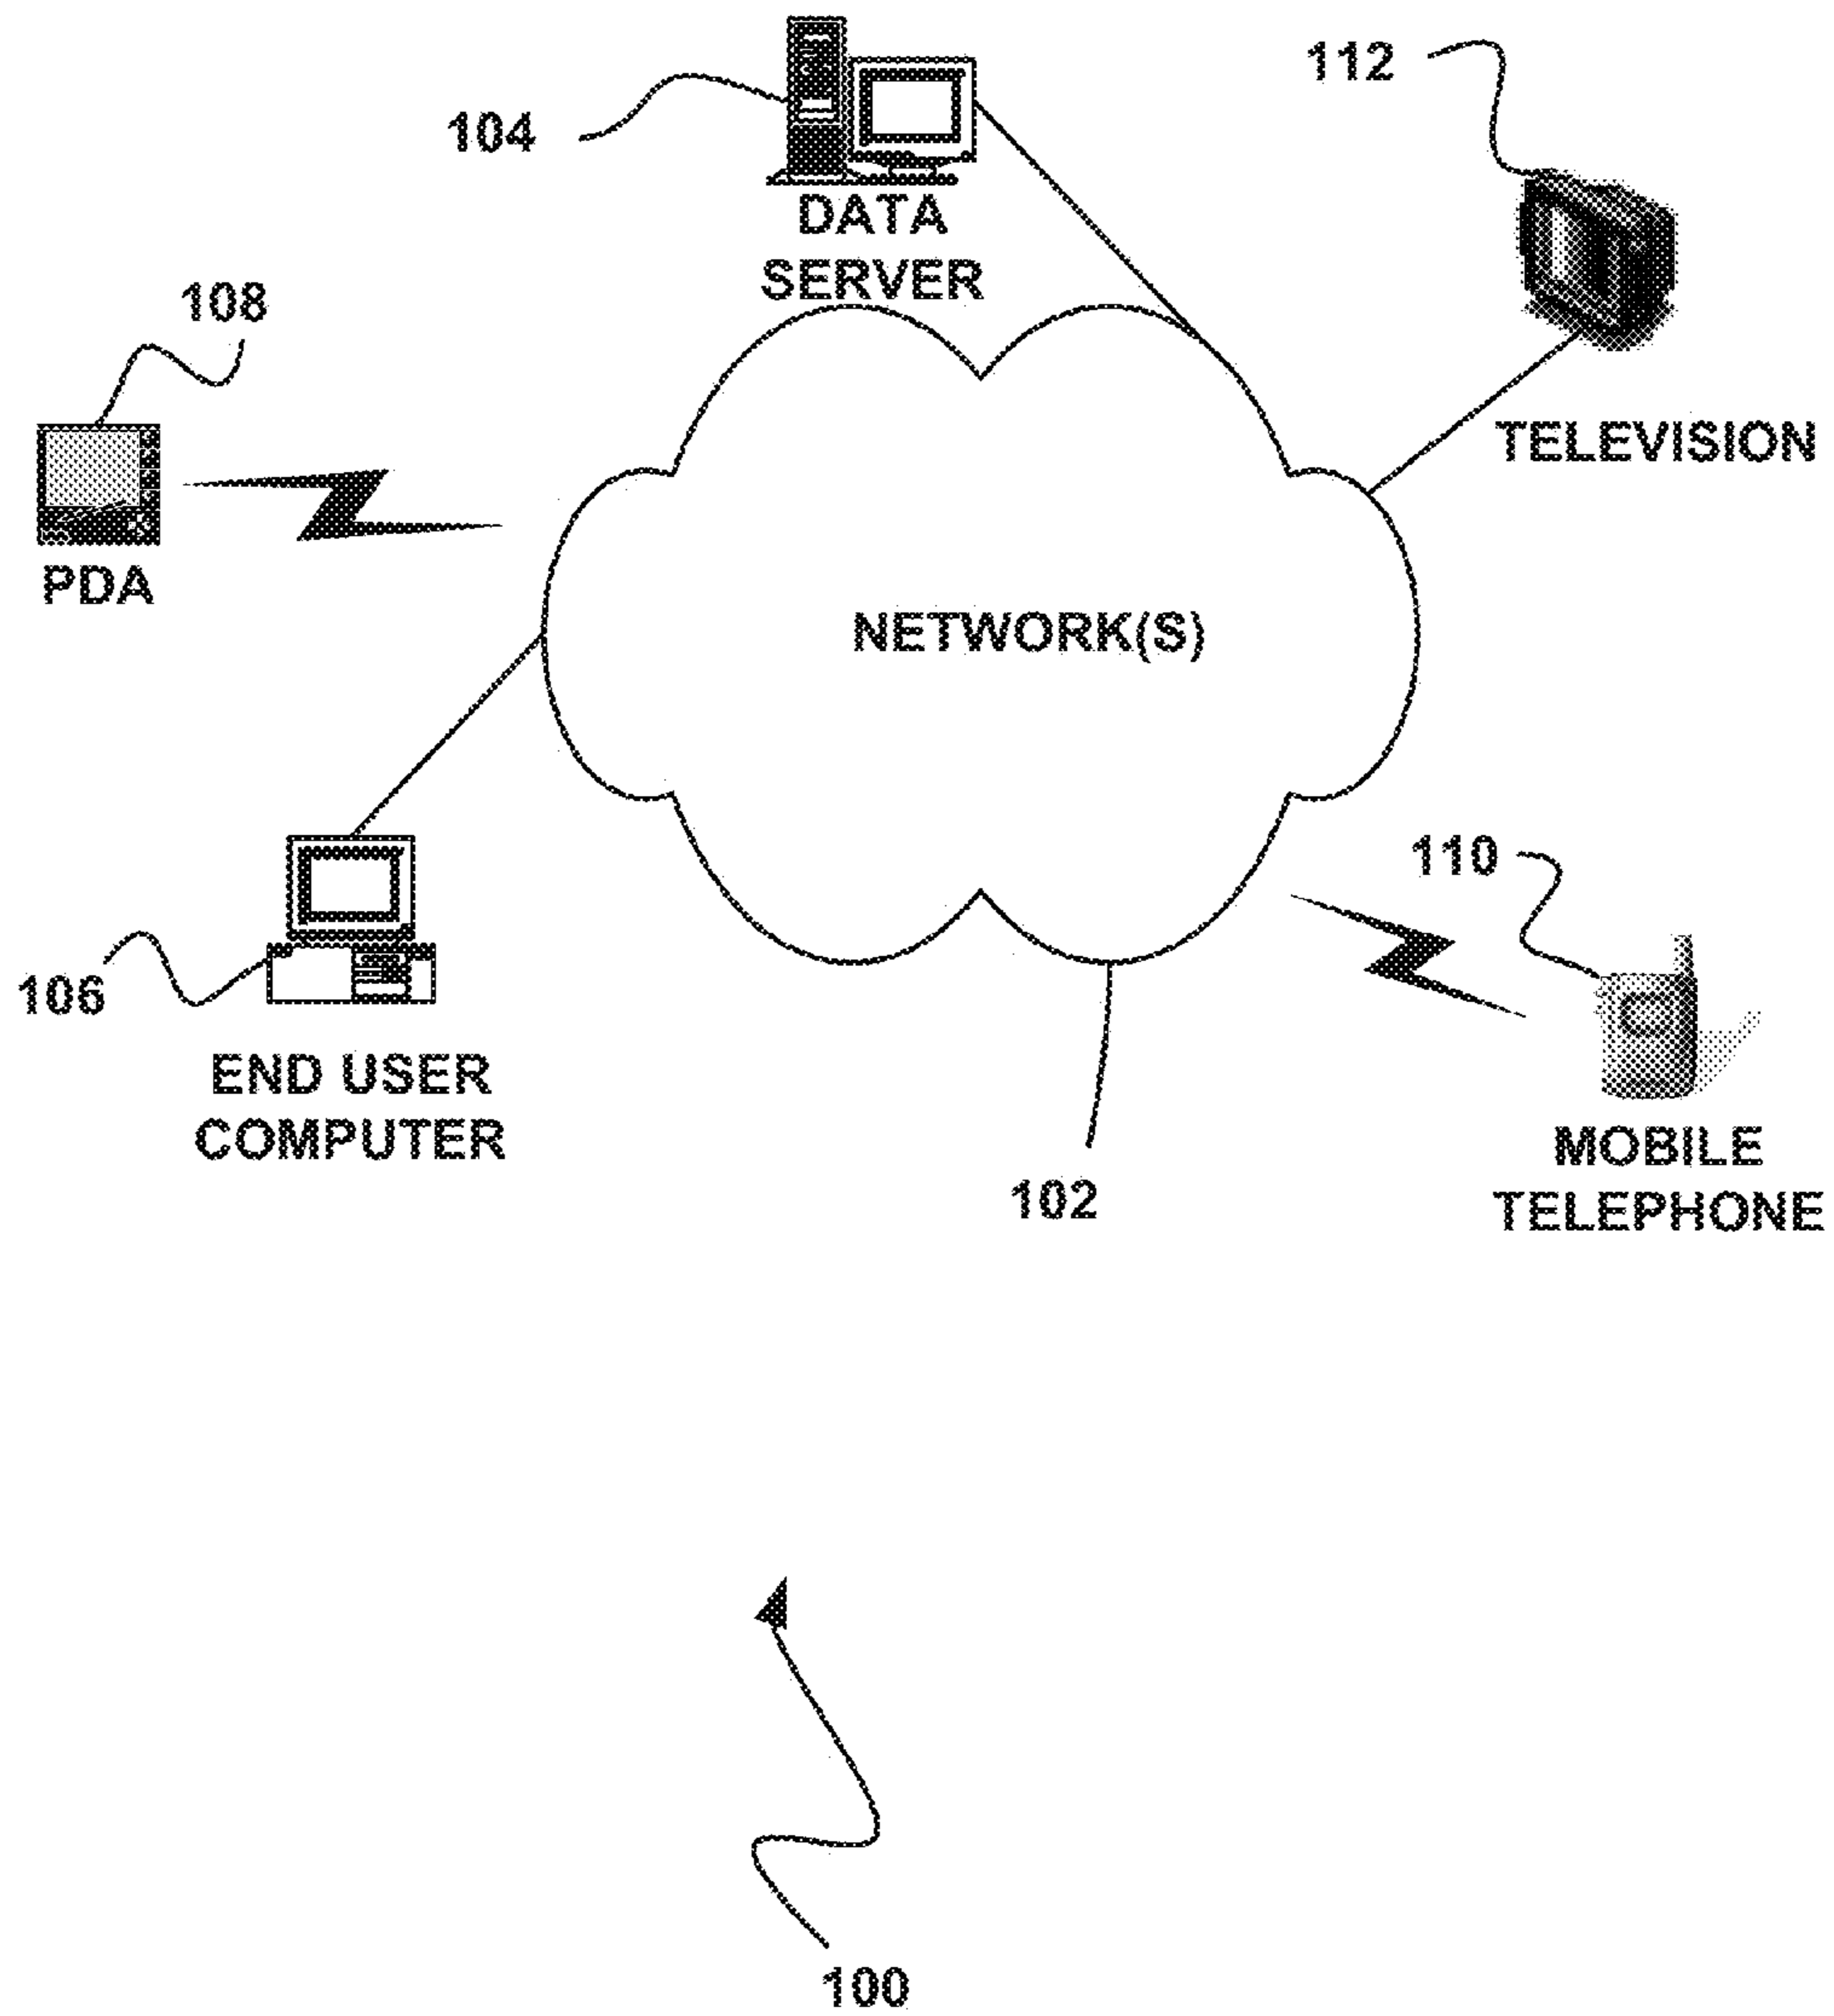 112
104
DATA
SERVER
108
TELEVISION
PDA
NETWORK(S)
110
106
END USER
COMPUTER
MOBILE
TELEPHONE
102
100